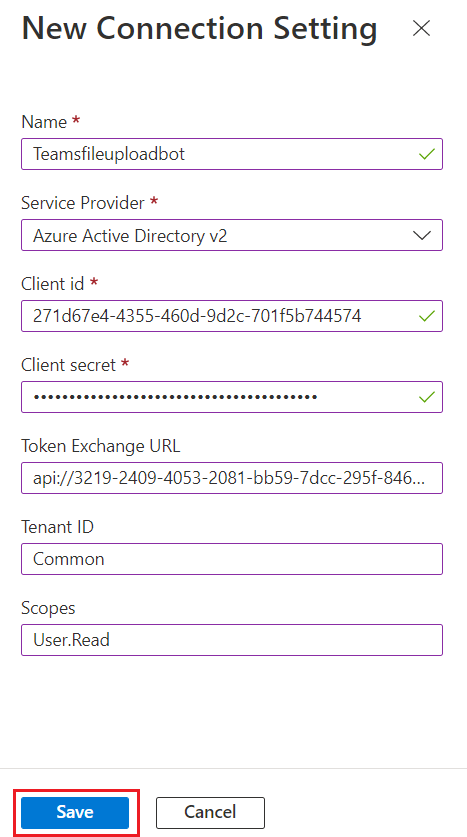 New Connection Setting
Name *
Teamsfileuploadbot
Service Provider *
Azure Active Directory v2
Client id *
271d67e4-4355-460d-9d2c-701f5b744574
Client secret *
••••••••••••••••••••••••••••••••••••••••
Token Exchange URL
api://3219-2409-4053-2081-bb59-7dcc-295f-846...
Tenant ID
Common
Scopes
User.Read
Save
Cancel